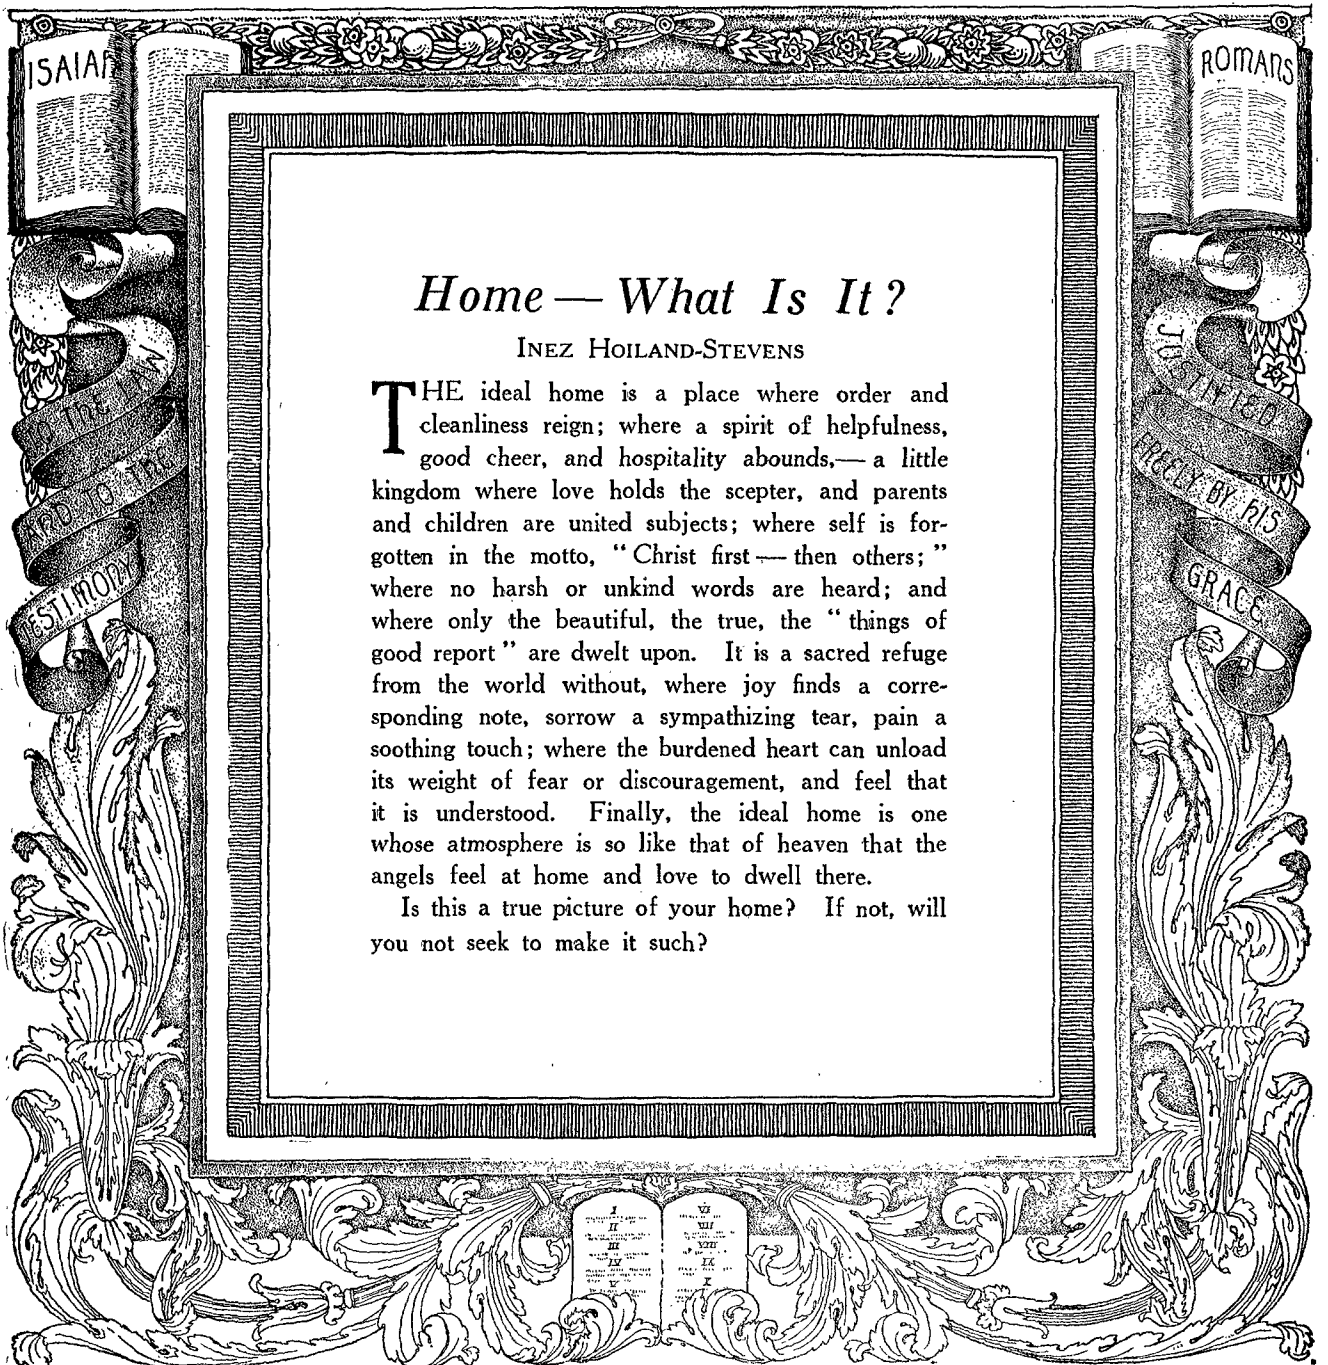 ISAIAH
ROMANS
TO THE LAW
AND TO THE
TESTIMONY
JUSTIFIED
FREELY BY HIS
GRACE
Home — What Is It?
INEZ HOILAND-STEVENS
THE ideal home is a place where order and
cleanliness reign; where a spirit of helpfulness,
good cheer, and hospitality abounds,— a little
kingdom where love holds the scepter, and parents
and children are united subjects; where self is for-
gotten in the motto, “ Christ first — then others; ”
where no harsh or unkind words are heard; and
where only the beautiful, the true, the “ things of
good report ” are dwelt upon. It is a sacred refuge
from the world without, where joy finds a corre-
sponding note, sorrow a sympathizing tear, pain a
soothing touch; where the burdened heart can unload
its weight of fear or discouragement, and feel that
it is understood. Finally, the ideal home is one
whose atmosphere is so like that of heaven that the
angels feel at home and love to dwell there.
Is this a true picture of your home? If not, will
you not seek to make it such?
I
II
III
IV
V
VI
VII
VIII
IX
X